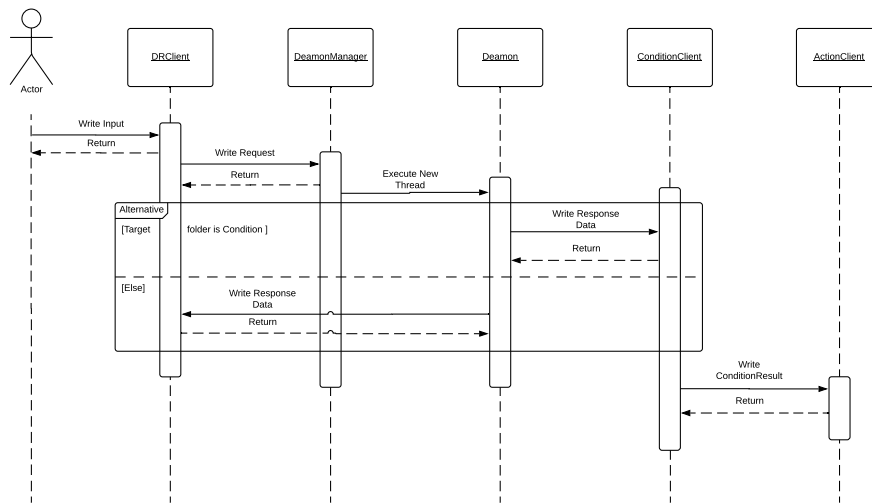 DRClient
DeamonManager
Deamon
ConditionClient
ActionClient
Actor
Write Input
Return
Write Request
Return
Execute New
Thread
Alternative
[Target folder is Condition ]
Write Response
Data
Return
[Else]
Write Response
Data
Return
Write
ConditionResult
Return